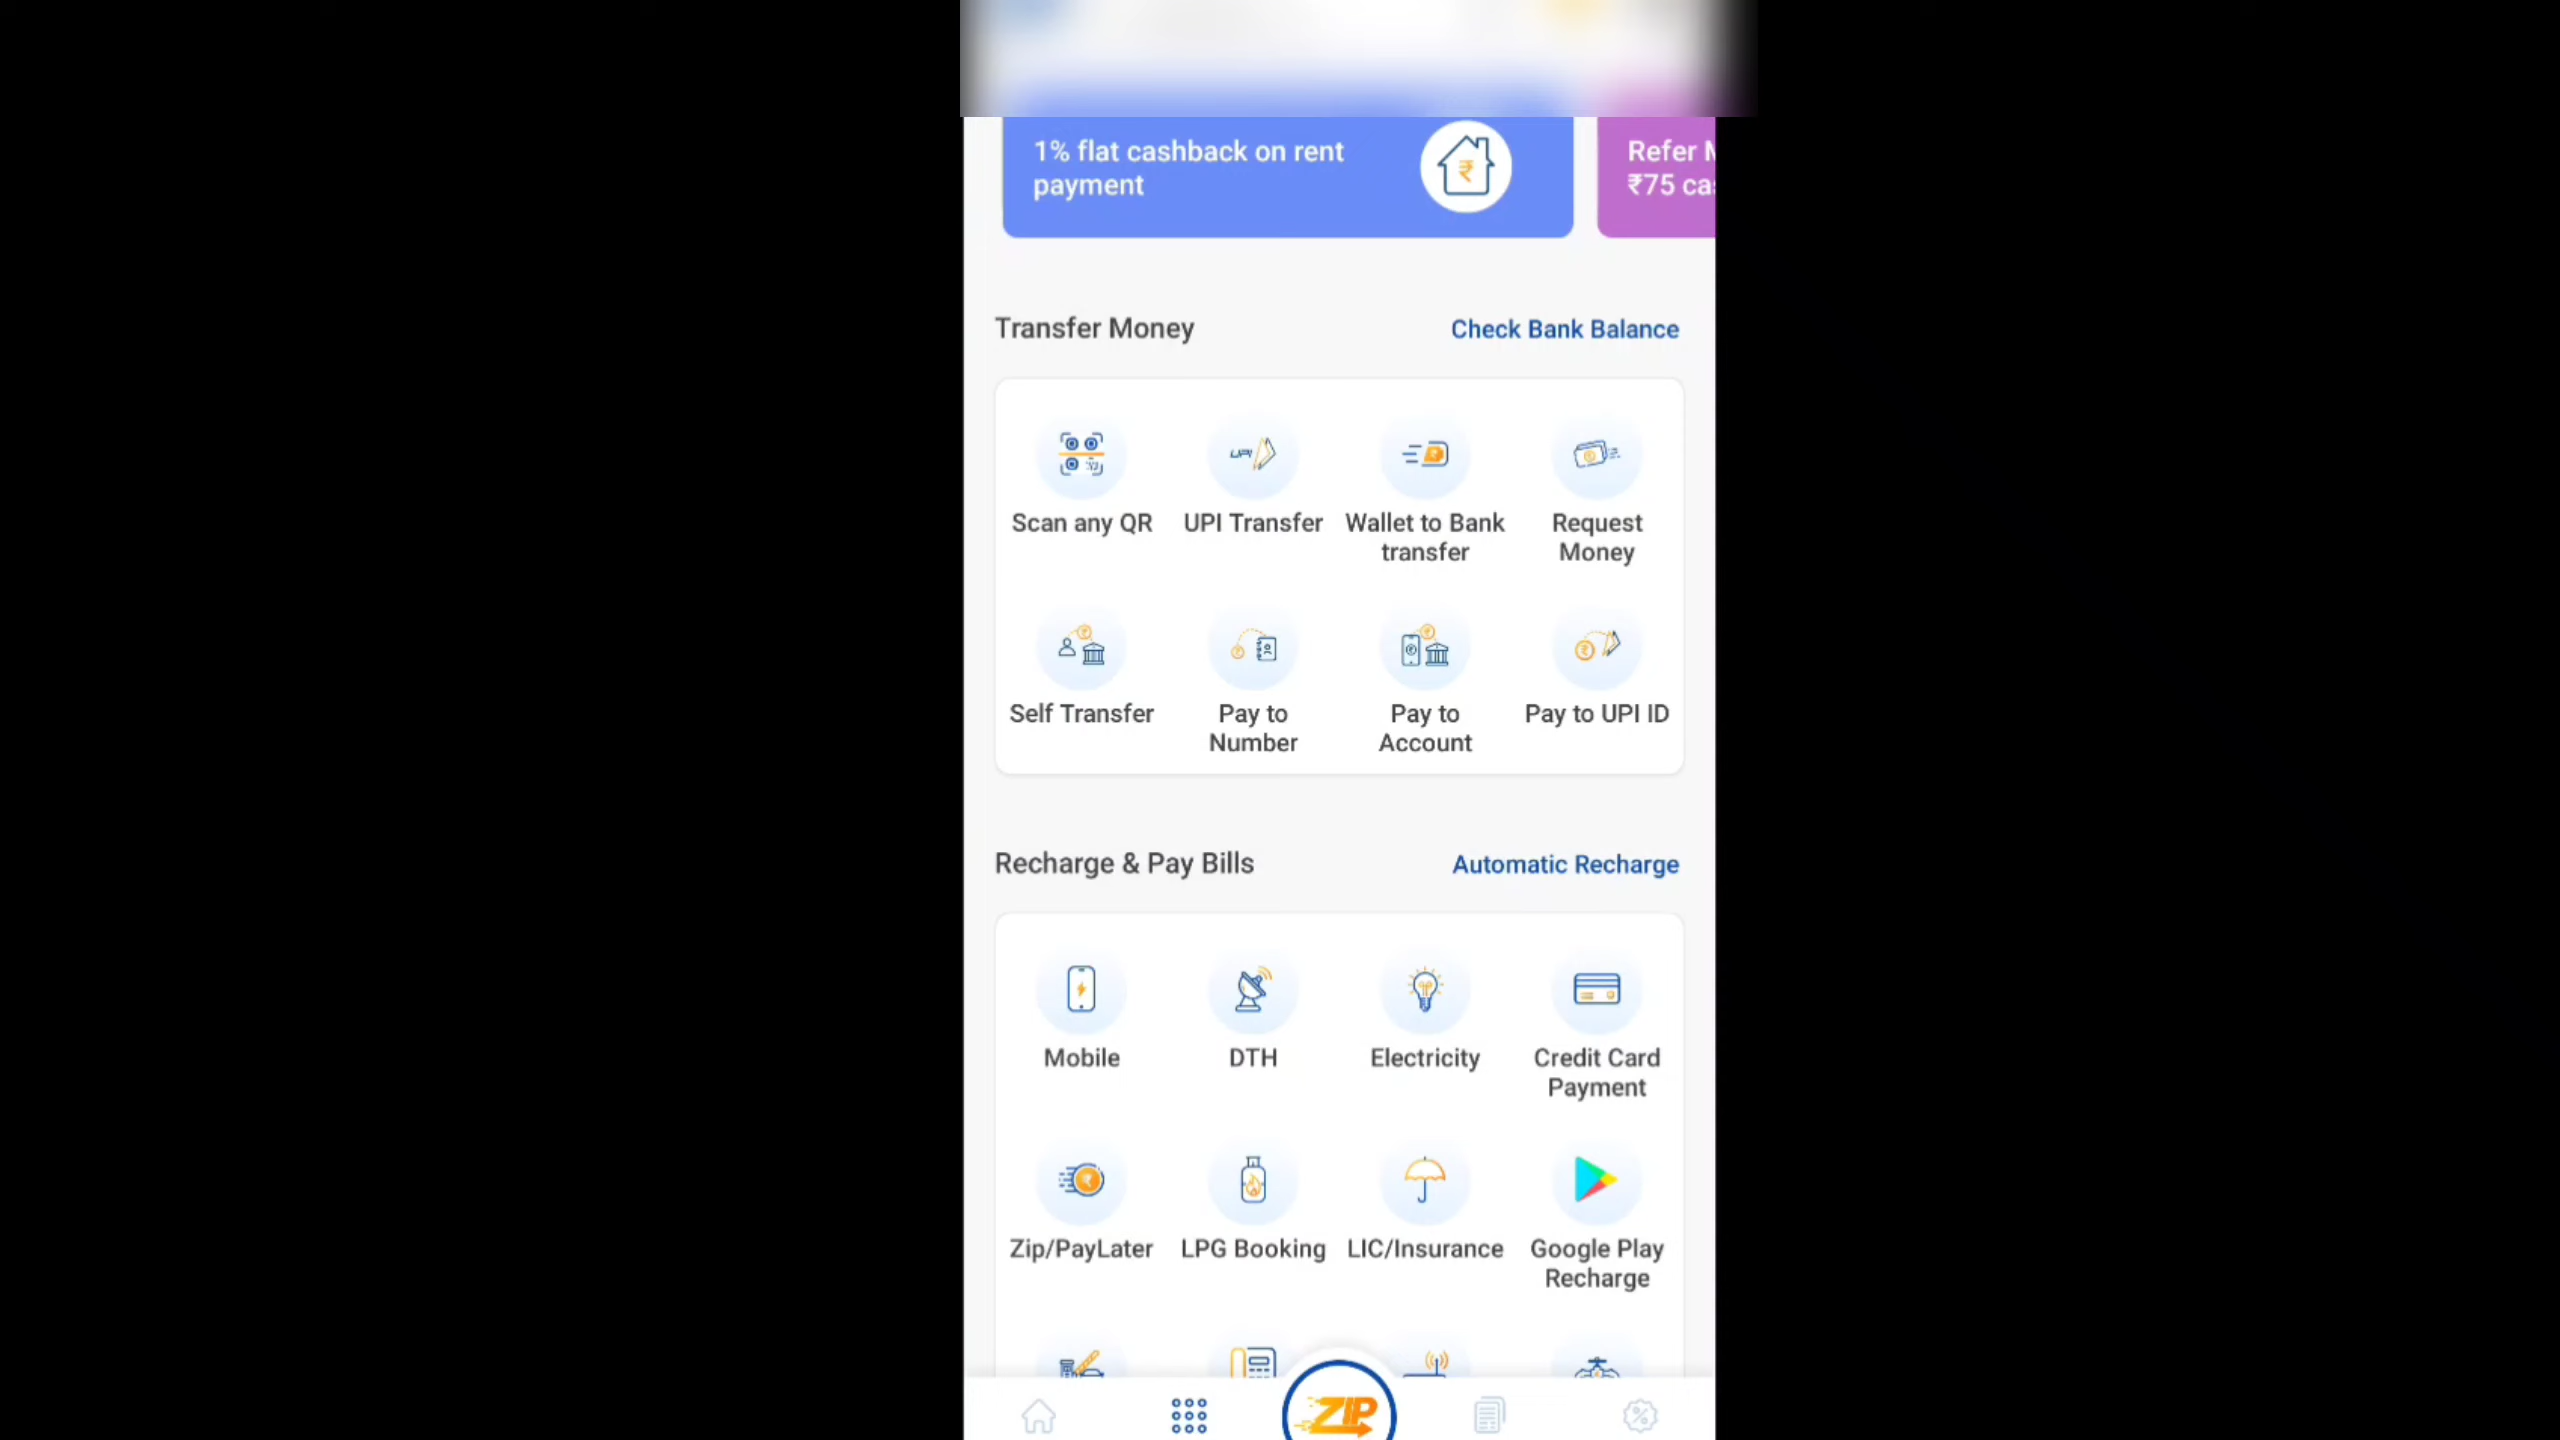 1% flat cashback on rent
payment
Refer
₹75
Transfer Money
Check Bank Balance
Scan any QR
UPI
UPI Transfer
Wallet to Bank
transfer
Request
Money
Self Transfer
Pay to
Number
Pay to
Account
Pay to UPI ID
Recharge & Pay Bills
Automatic Recharge
Mobile
DTH
Electricity
Credit Card
Payment
Zip/PayLater
LPG Booking
LIC/Insurance
Google Play
Recharge
ZIP